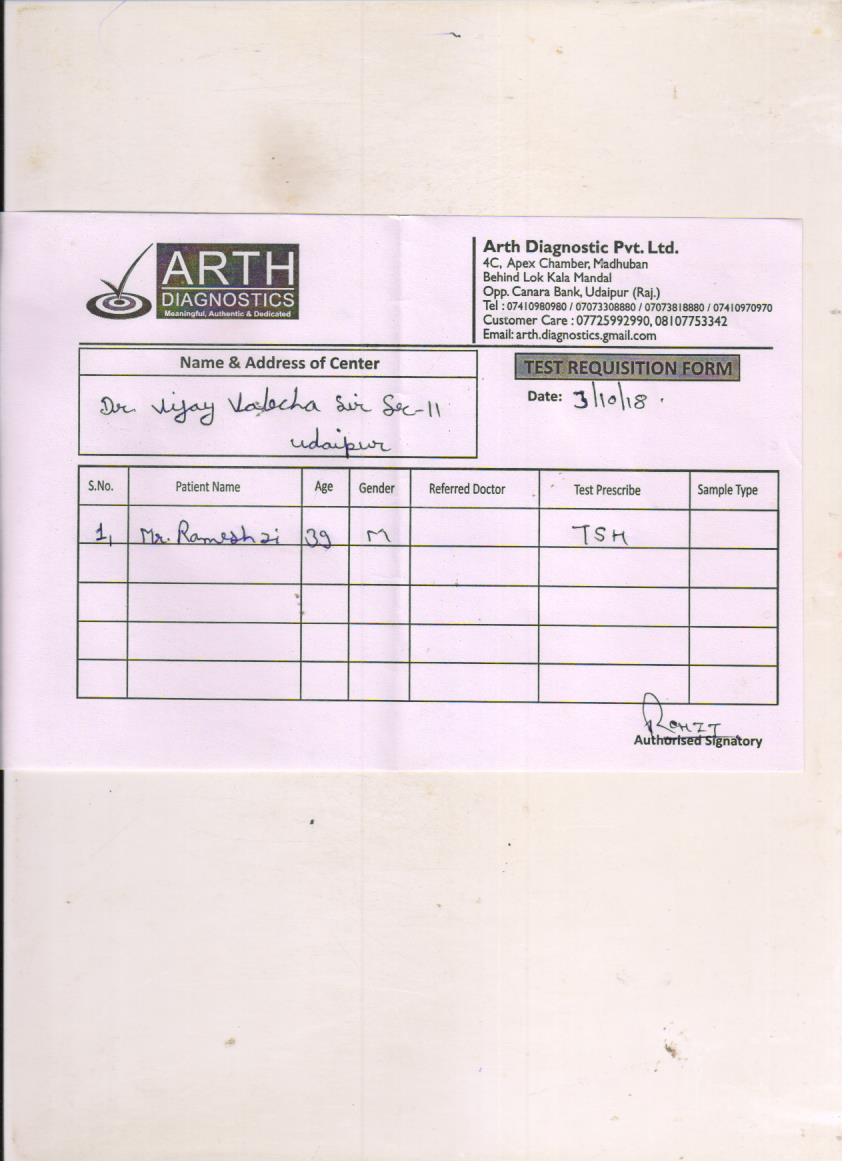 ARTH
DIAGNOSTICS
Meaningful, Authentic & Dedicated
Arth Diagnostic Pvt. Ltd.
4C, Apex Chamber, Madhuban
Behind Lok Kala Mandal
Opp. Canara Bank, Udaipur (Raj.)
Tel : 07410980980 / 07073308880 / 07073818880 / 07410970970
Customer Care : 07725992990, 08107753342
Email: arth.diagnostics.gmail.com
Name & Address of Center
Dr. Vijay Sir Sec-11
udaipur
TEST REQUISITION FORM
Date: 3/10/18 .
S.No. Patient Name Age Gender Referred Doctor Test Prescribe Sample Type
1, Mr. 39 M TSH
ROHIT
Authorised Signatory